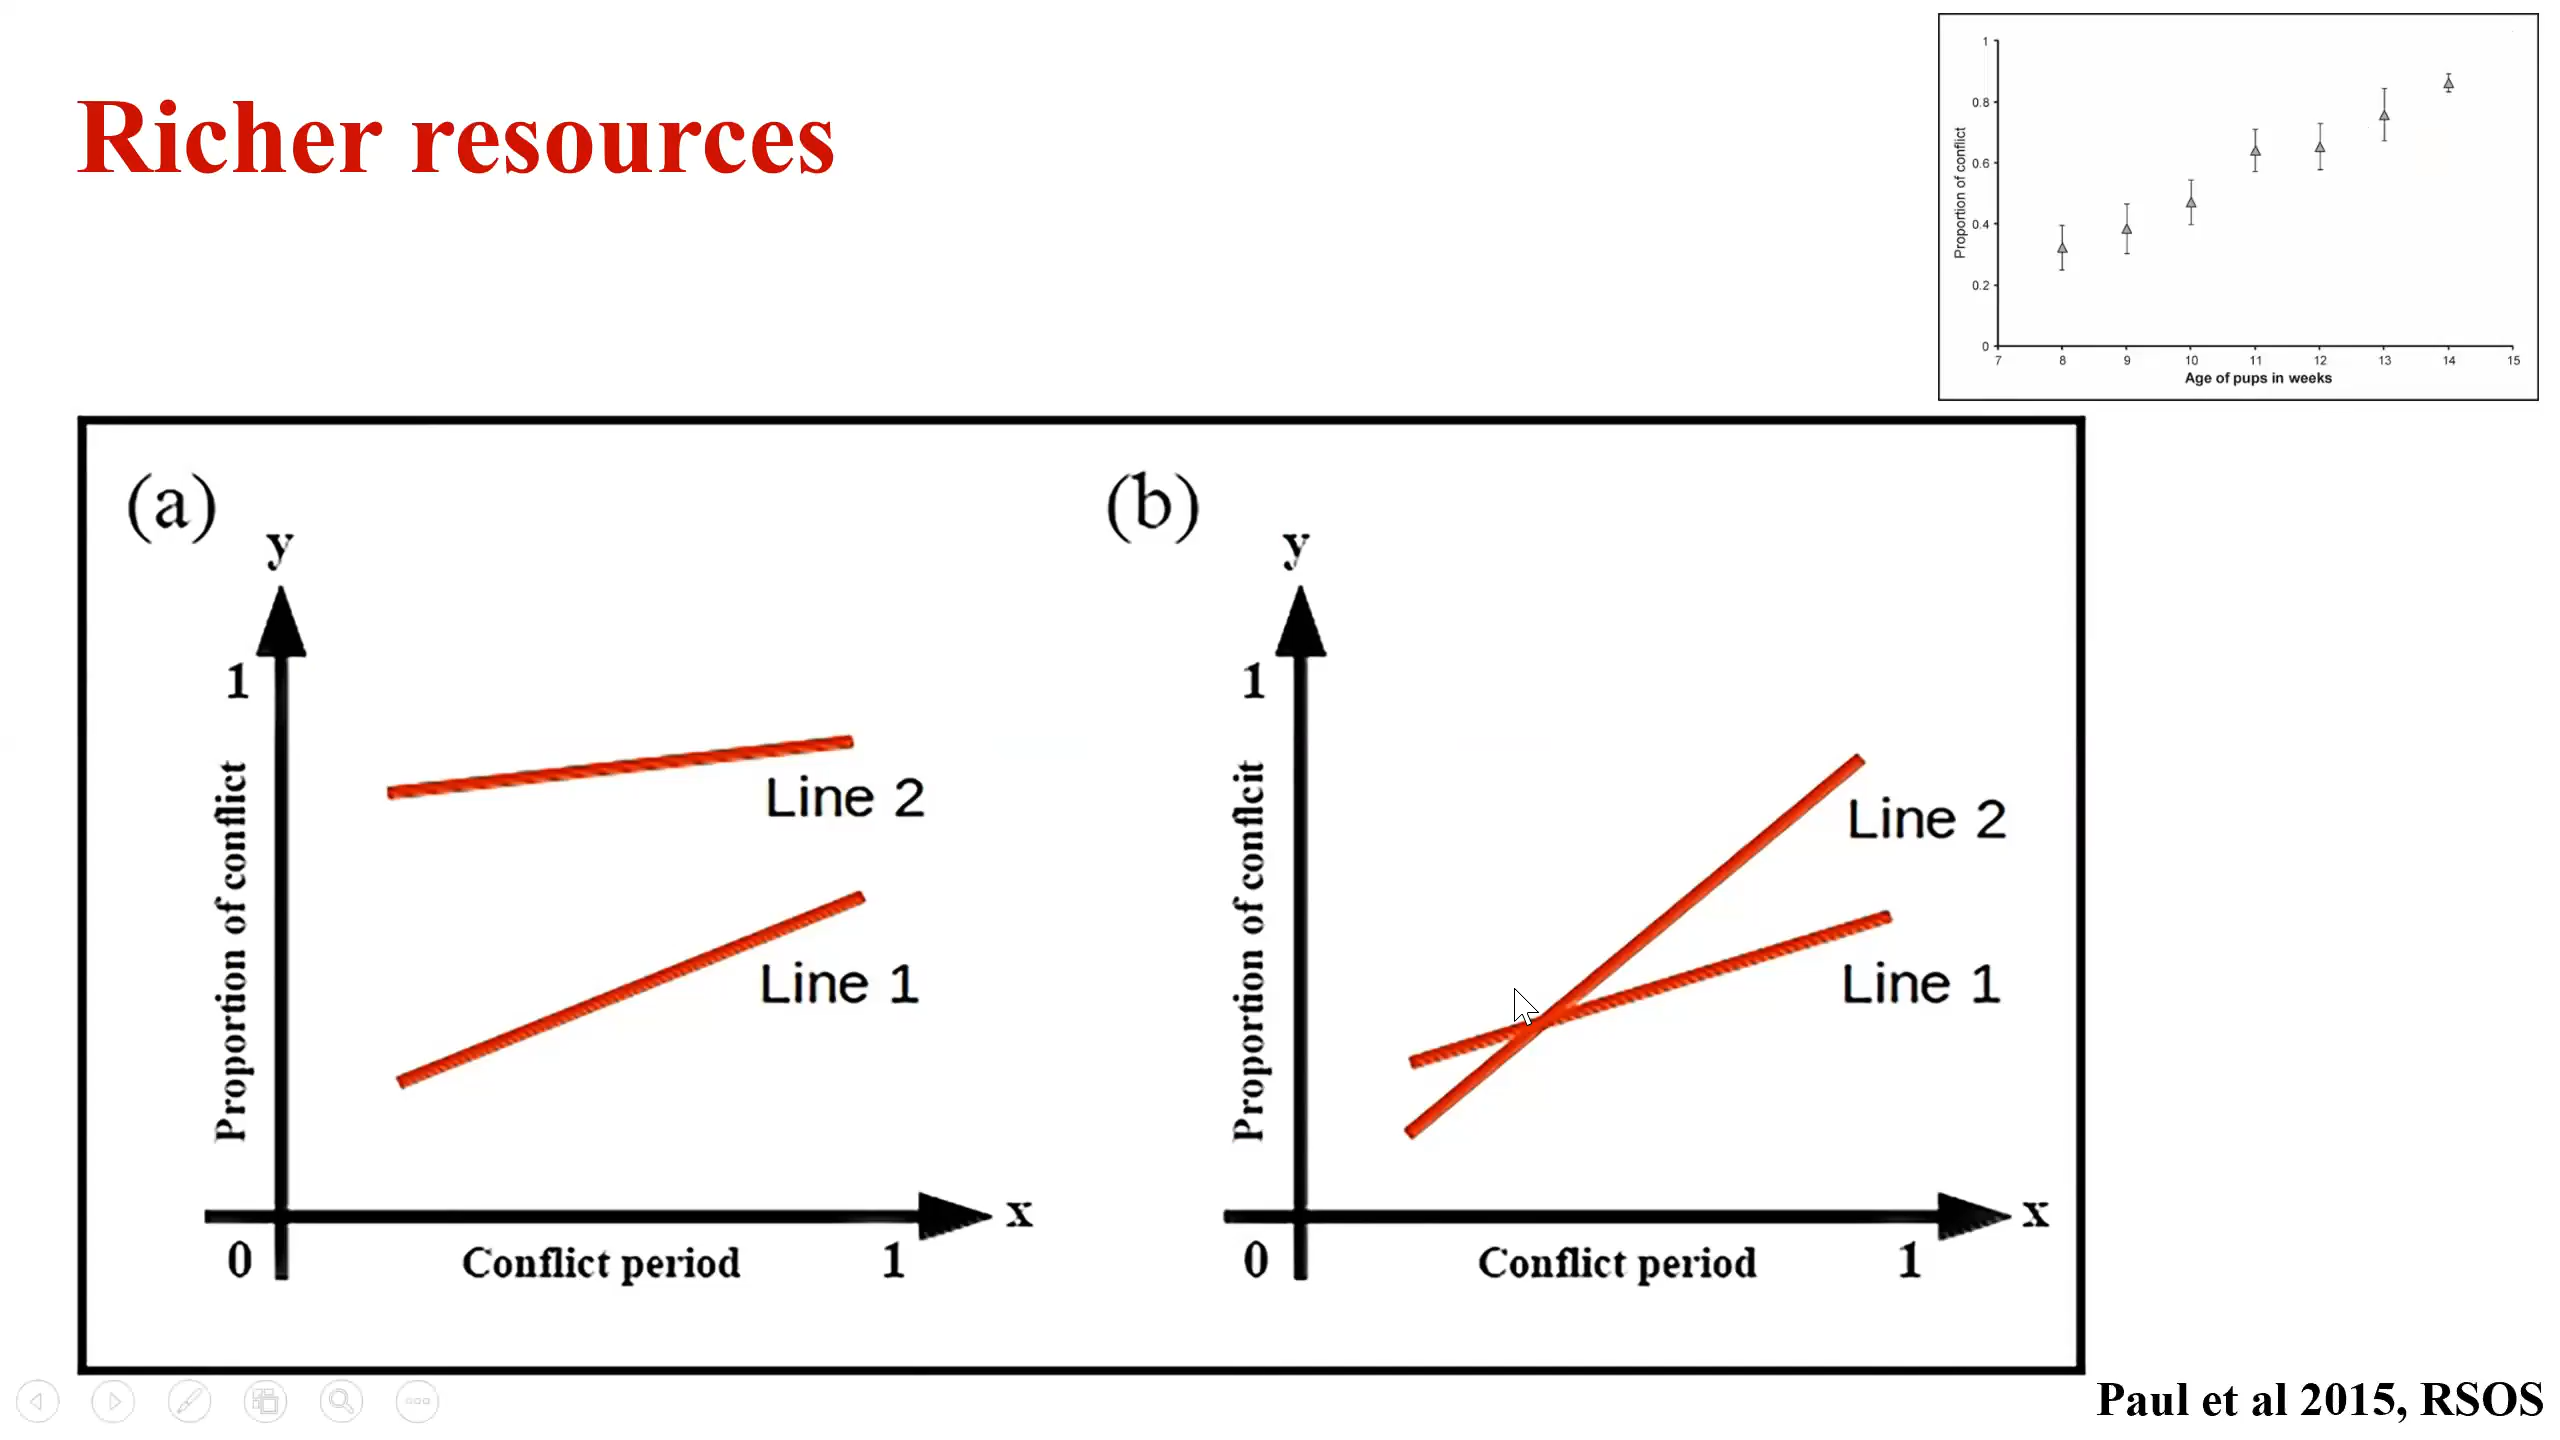 Richer resources
Proportion of conflict
1
0.8
0.6
0.4
0.2
0
7 8 9 10 11 12 13 14 15
Age of pups in weeks
(a)
y
1
Proportion of conflict
Line 2
Line 1
x
0
Conflict period
1
(b)
y
1
Proportion of conflcit
Line 2
Line 1
x
0
Conflict period
1
Paul et al 2015, RSOS